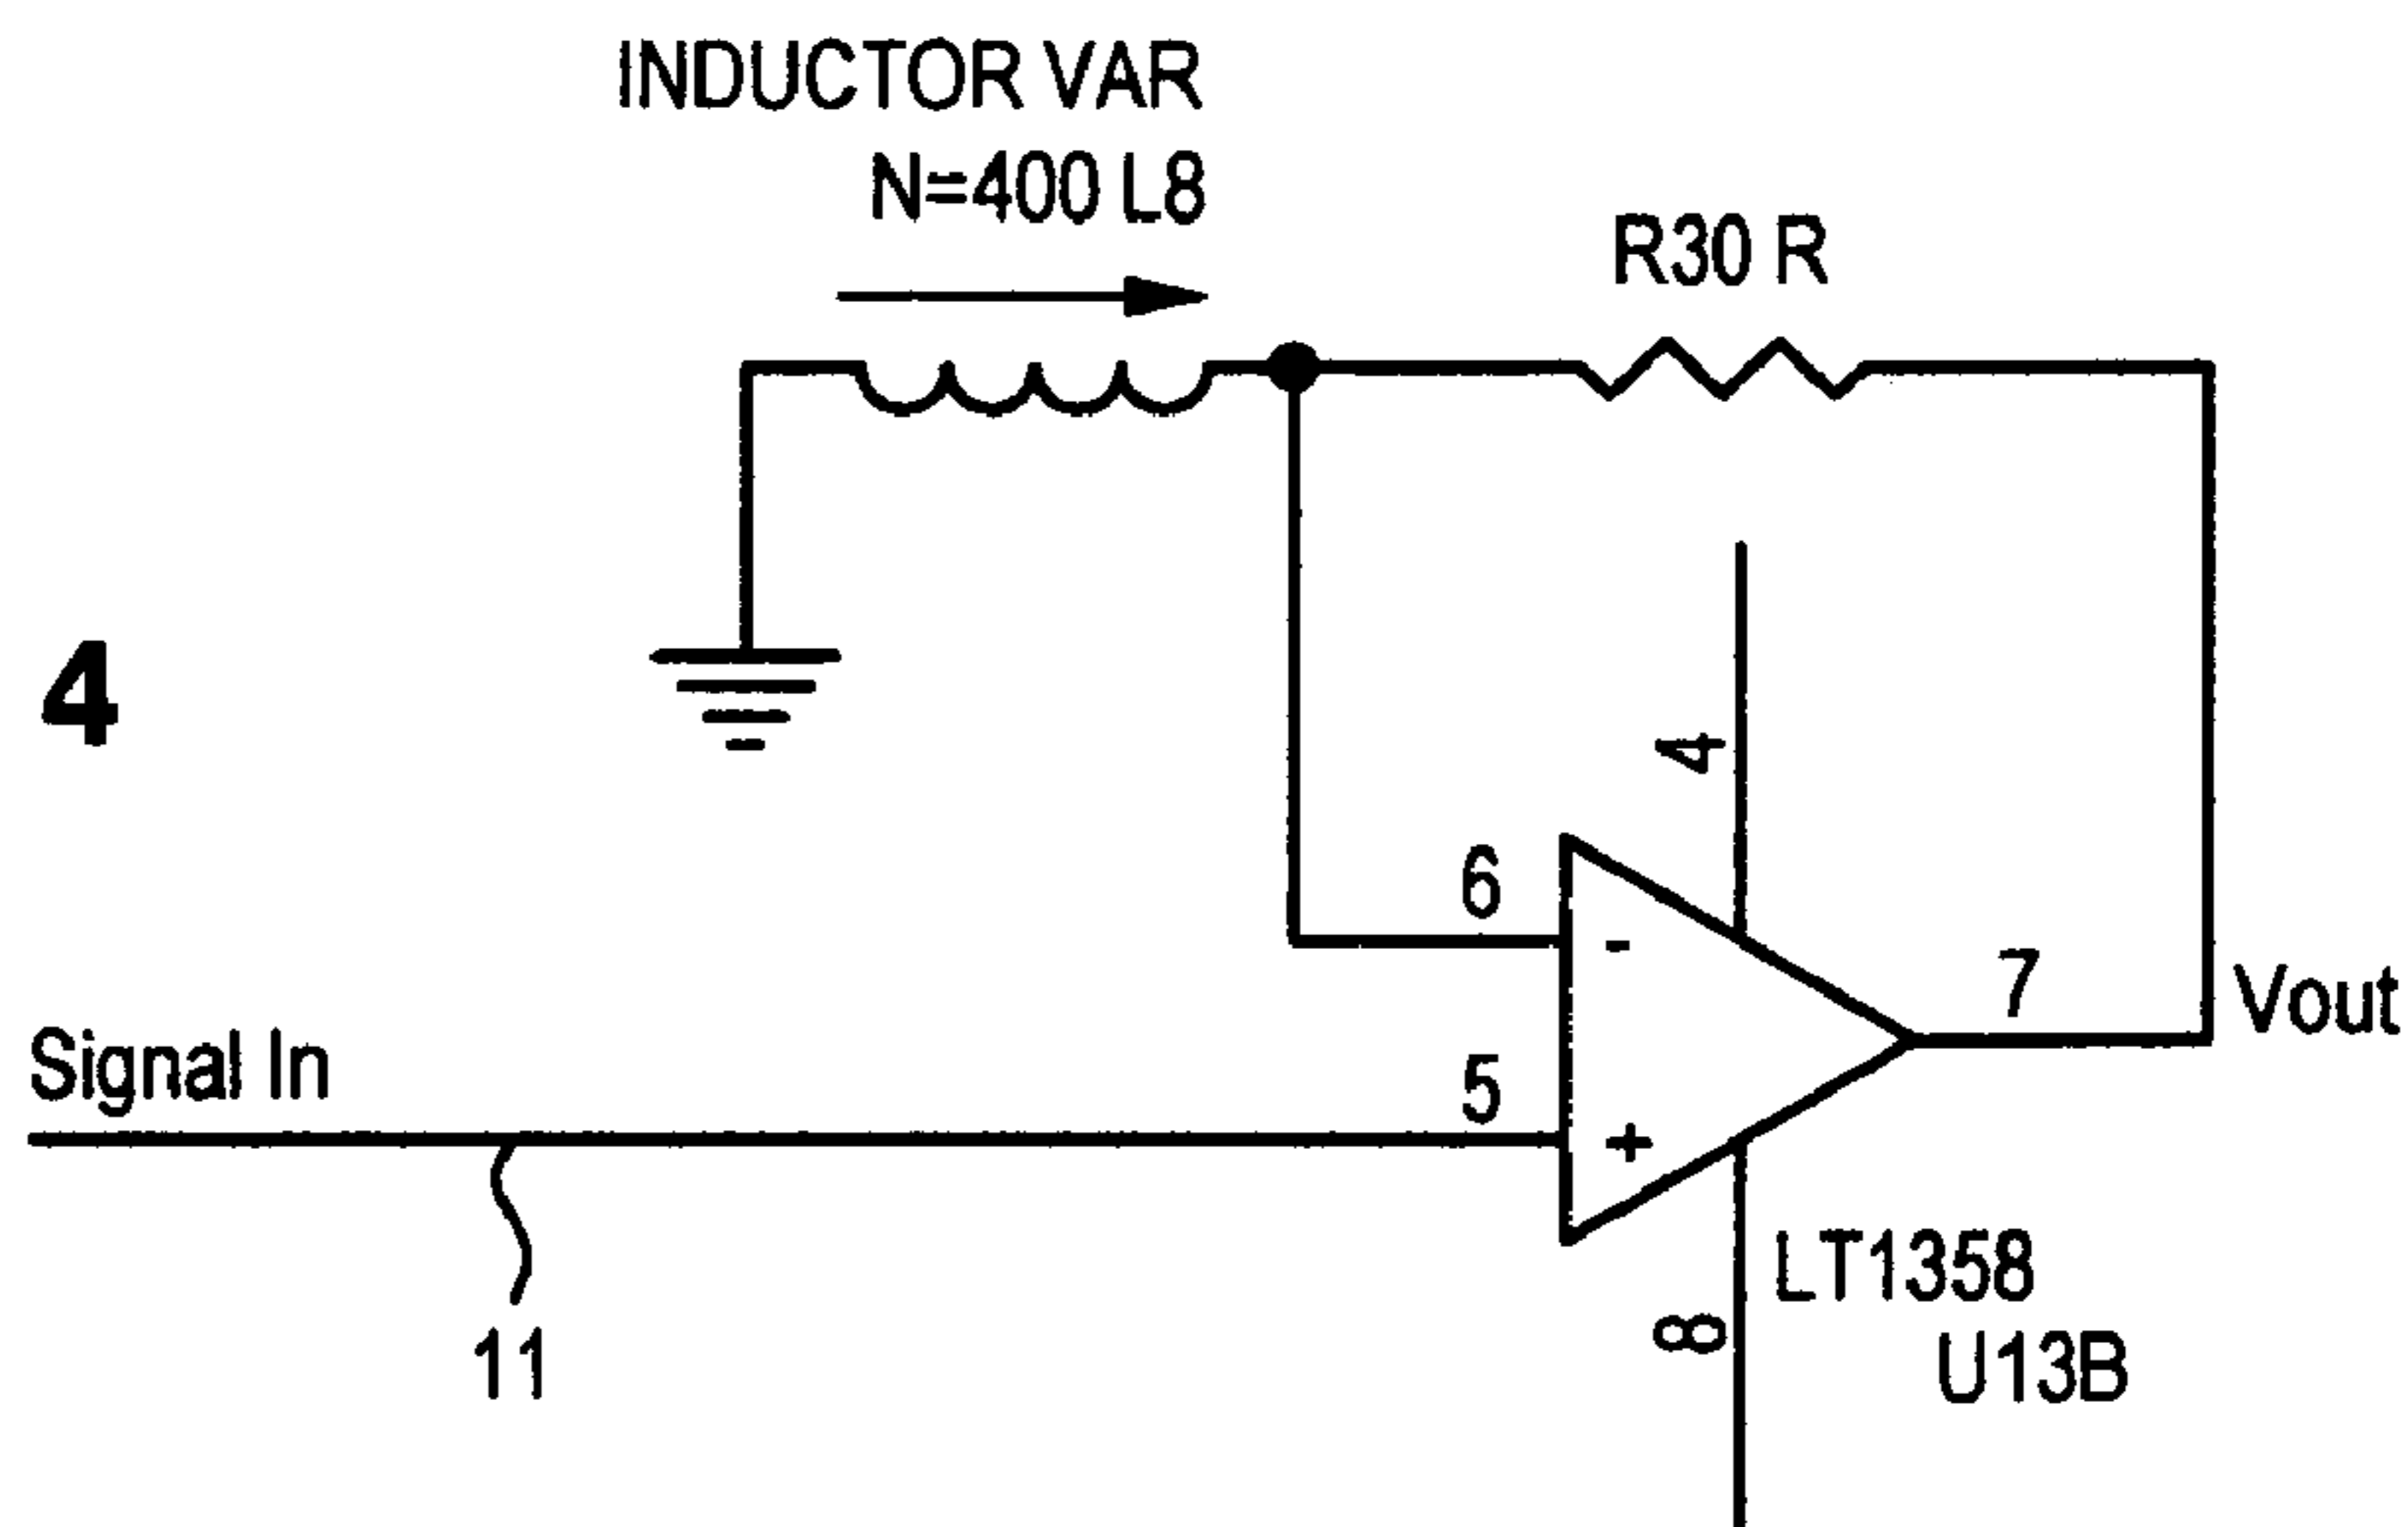 INDUCTOR VAR
N=400 L8
R30 R
4
4
6
7
Vout
-
Signal In
5
+
LT1358
8
U13B
11